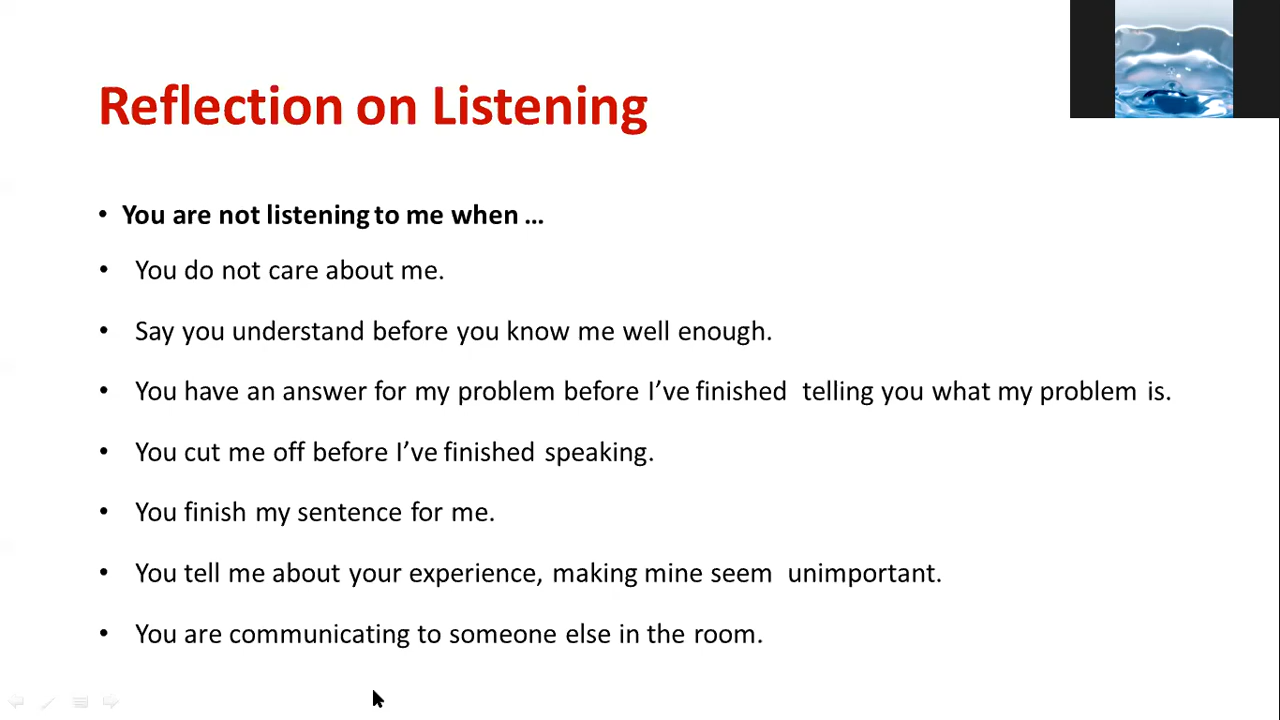 Reflection on Listening
• You are not listening to me when ...
• You do not care about me.
• Say you understand before you know me well enough.
• You have an answer for my problem before I’ve finished telling you what my problem is.
• You cut me off before I’ve finished speaking.
• You finish my sentence for me.
• You tell me about your experience, making mine seem unimportant.
• You are communicating to someone else in the room.